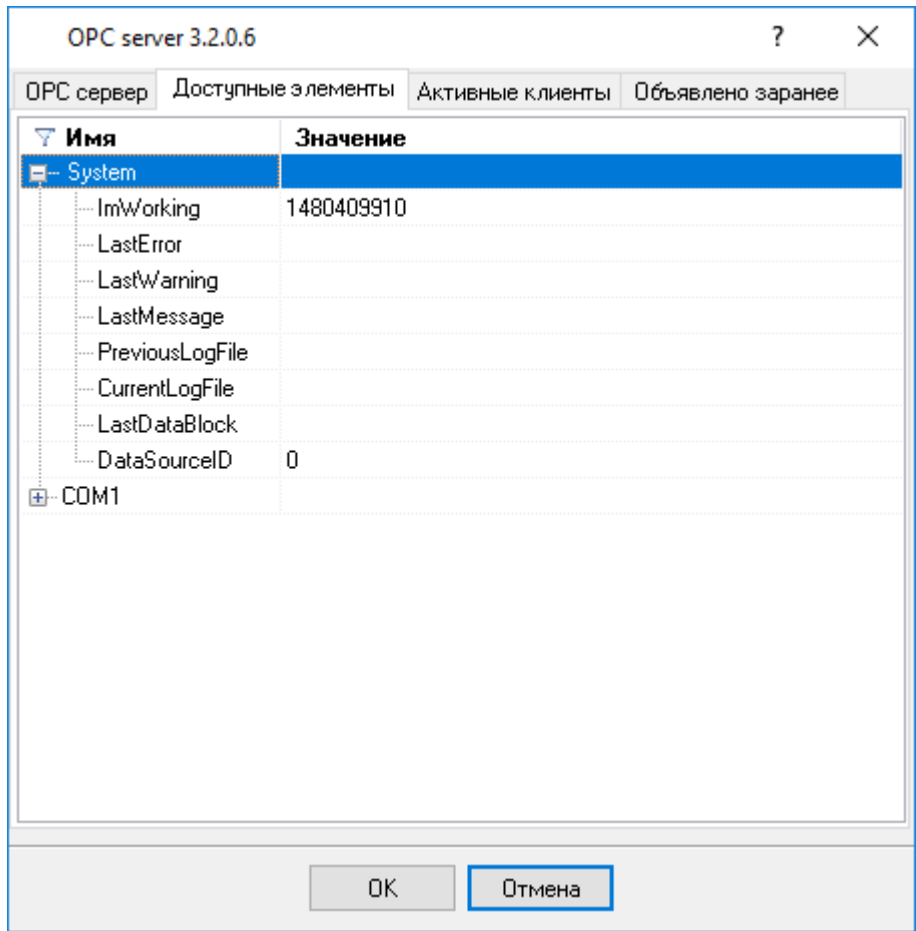 OPC server 3.2.0.6 ?
OPC сервер Доступные элементы Активные клиенты Объявлено заранее
Имя Значение
System
ImWorking 1480409910
LastError
LastWarning
LastMessage
PreviousLogFile
CurrentLogFile
LastDataBlock
DataSourceID 0
COM1
OK Отмена